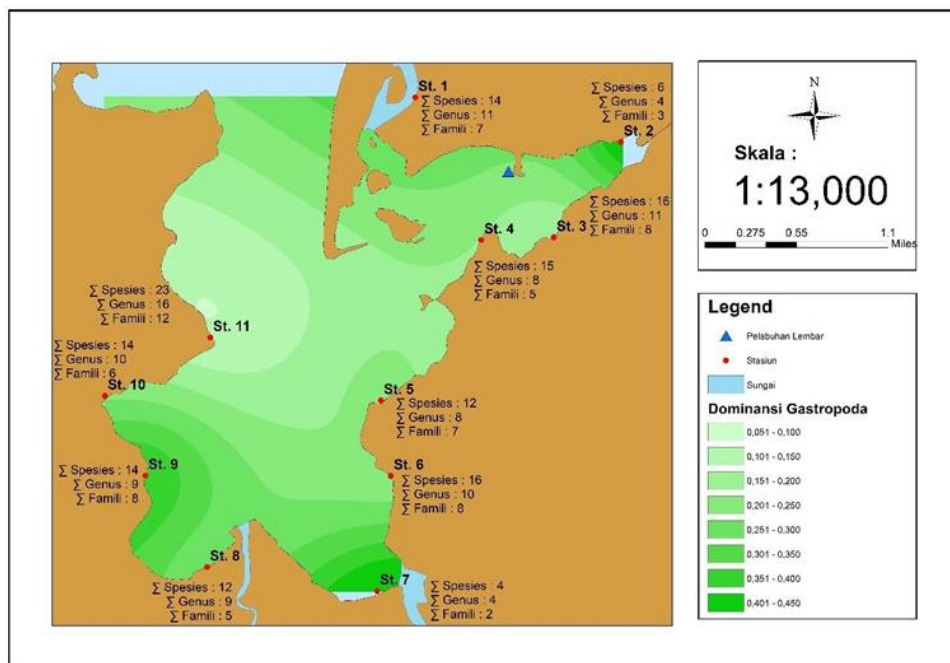 St. 1
∑ Spesies : 14
∑ Genus : 11
∑ Famili : 7
∑ Spesies : 6
∑ Genus : 4
∑ Famili : 3
St. 2
∑ Spesies : 16
∑ Genus : 11
∑ Famili : 8
St. 3
St. 4
∑ Spesies : 15
∑ Genus : 8
∑ Famili : 5
∑ Spesies : 23
∑ Genus : 16
∑ Famili : 12
St. 11
∑ Spesies : 14
∑ Genus : 10
∑ Famili : 6
St. 10
St. 5
∑ Spesies : 12
∑ Genus : 8
∑ Famili : 7
St. 9
∑ Spesies : 14
∑ Genus : 9
∑ Famili : 8
St. 6
∑ Spesies : 16
∑ Genus : 10
∑ Famili : 8
St. 8
∑ Spesies : 12
∑ Genus : 9
∑ Famili : 5
St. 7
∑ Spesies : 4
∑ Genus : 4
∑ Famili : 2
N
Skala :
1:13,000
0 0.275 0.55 1.1
Miles
Legend
Pelabuhan Lembar
Stasiun
Sungai
Dominansi Gastropoda
0,051 - 0,100
0,101 - 0,150
0,151 - 0,200
0,201 - 0,250
0,251 - 0,300
0,301 - 0,350
0,351 - 0,400
0,401 - 0,450